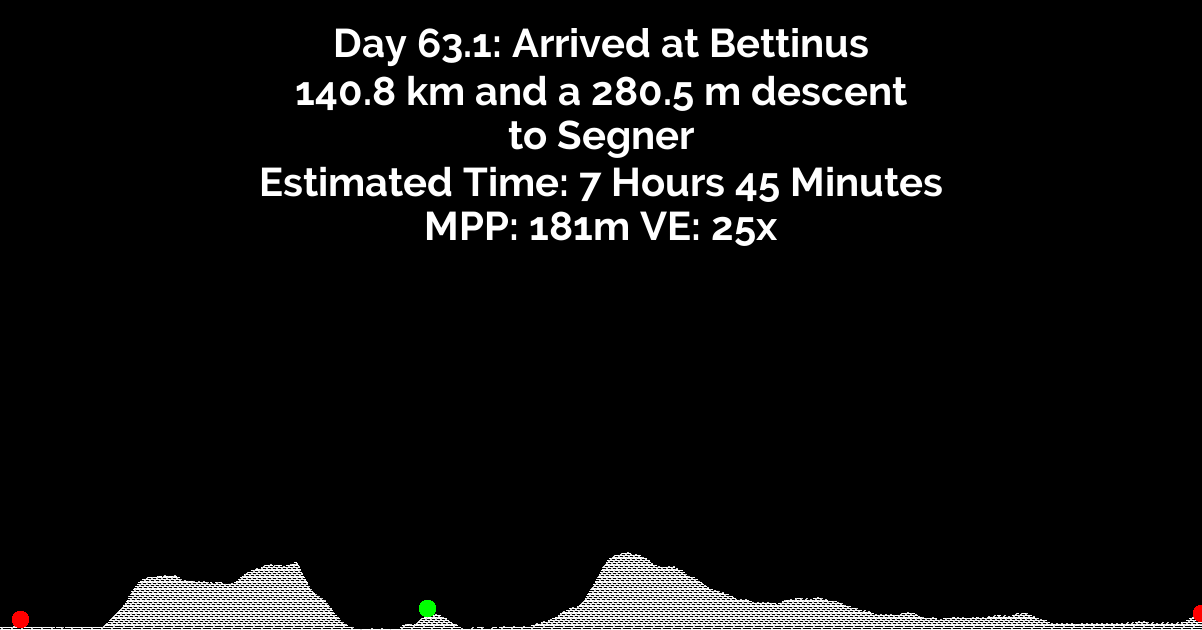 Day 63.1: Arrived at Bettinus
140.8 km and a 280.5 m descent
to Segner
Estimated Time: 7 Hours 45 Minutes
MPP: 181m VE: 25x